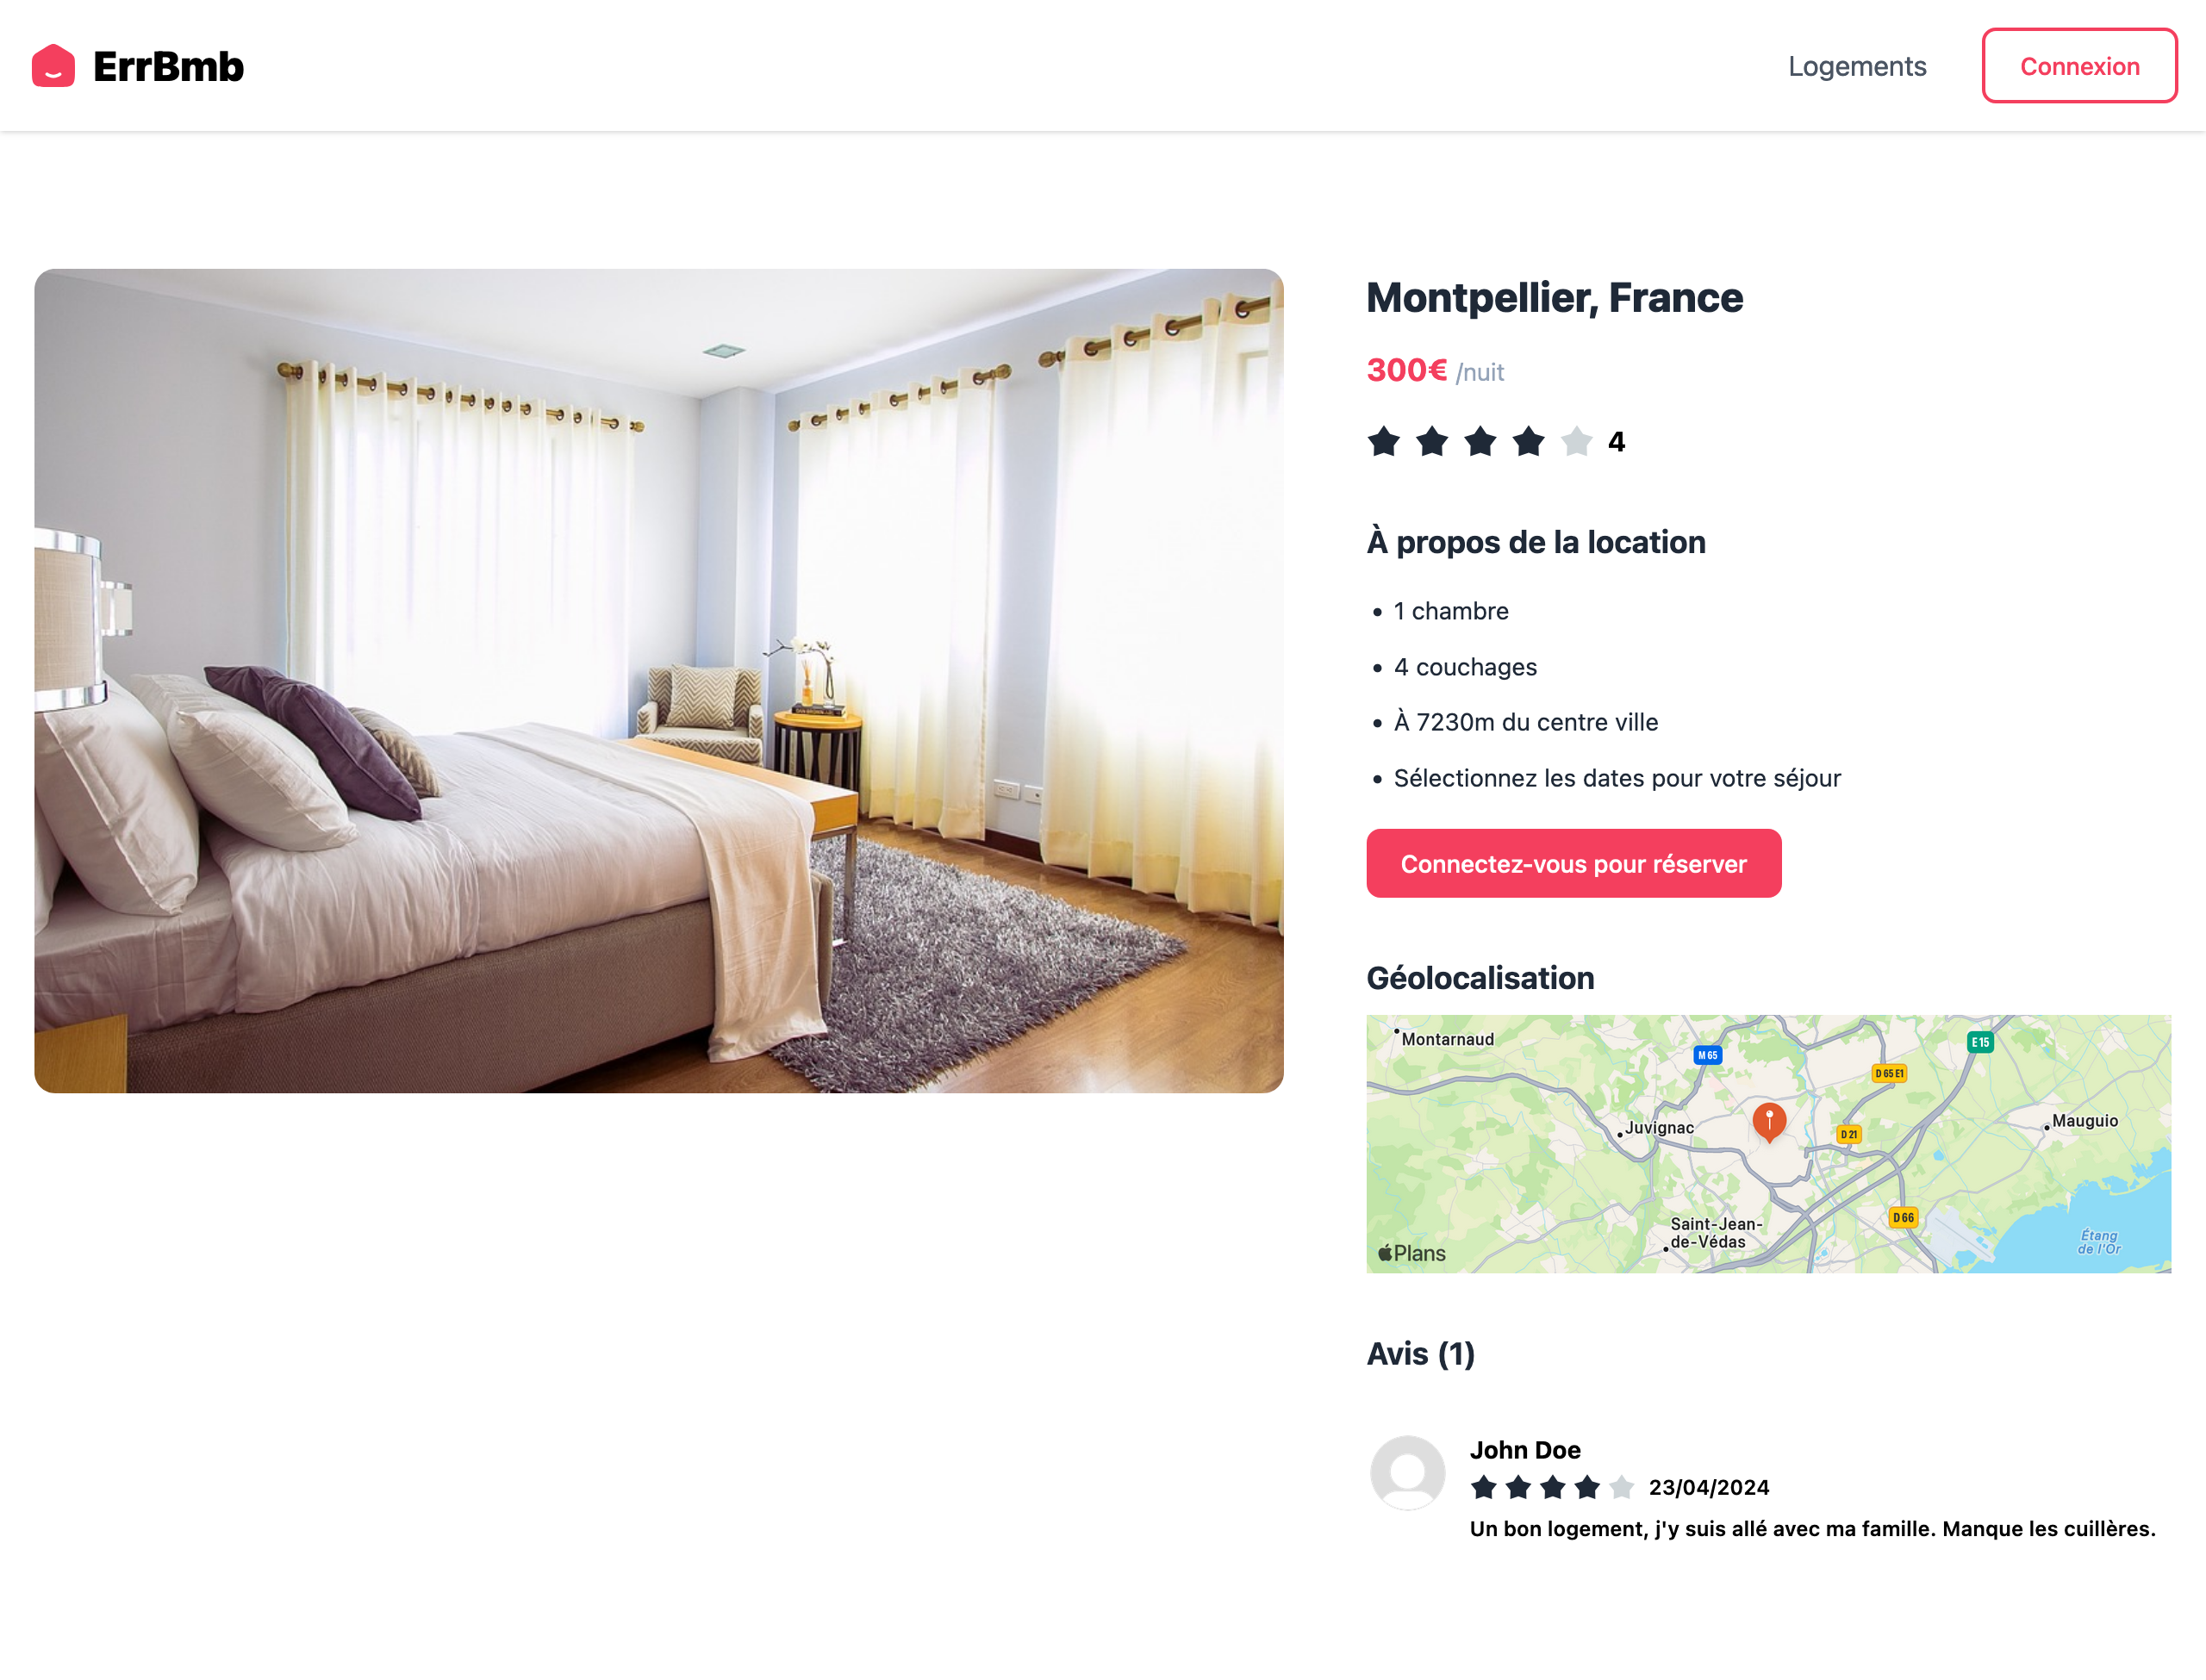 ErrBmb
Logements
Connexion
Montpellier, France
300€ /nuit
4
À propos de la location
• 1 chambre
• 4 couchages
• À 7230m du centre ville
• Sélectionnez les dates pour votre séjour
Connectez-vous pour réserver
Géolocalisation
Montarnaud
M 65
E 15
D 65 E1
Juvignac
D 21
Mauguio
Saint-Jean-
de-Védas
D 66
Étang
de l'Or
Plans
Avis (1)
John Doe
23/04/2024
Un bon logement, j'y suis allé avec ma famille. Manque les cuillères.